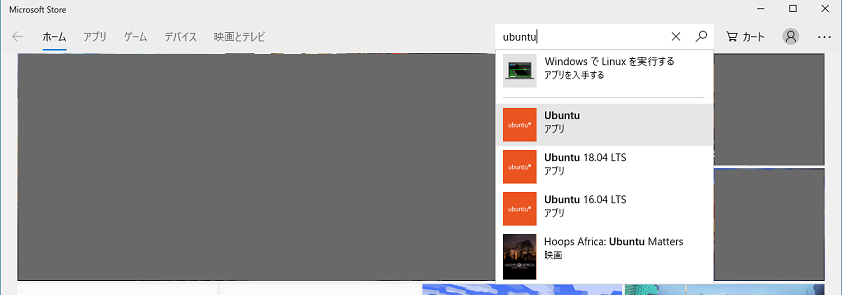 Microsoft Store
ホーム アプリ ゲーム デバイス 映画とテレビ ubuntu カート
Windows で Linux を実行する
アプリを入手する
ubuntu
Ubuntu
アプリ
ubuntu
Ubuntu 18.04 LTS
アプリ
ubuntu
Ubuntu 16.04 LTS
アプリ
Hoops Africa: Ubuntu Matters
映画
HOOPS AFRICA